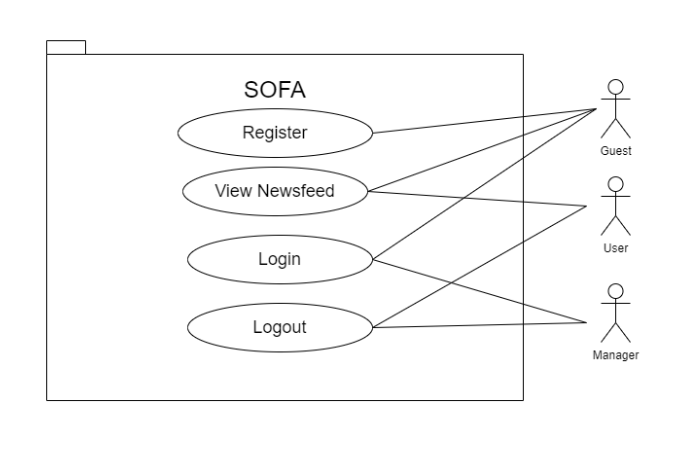 SOFA
Register
View Newsfeed
Login
Logout
Guest
User
Manager